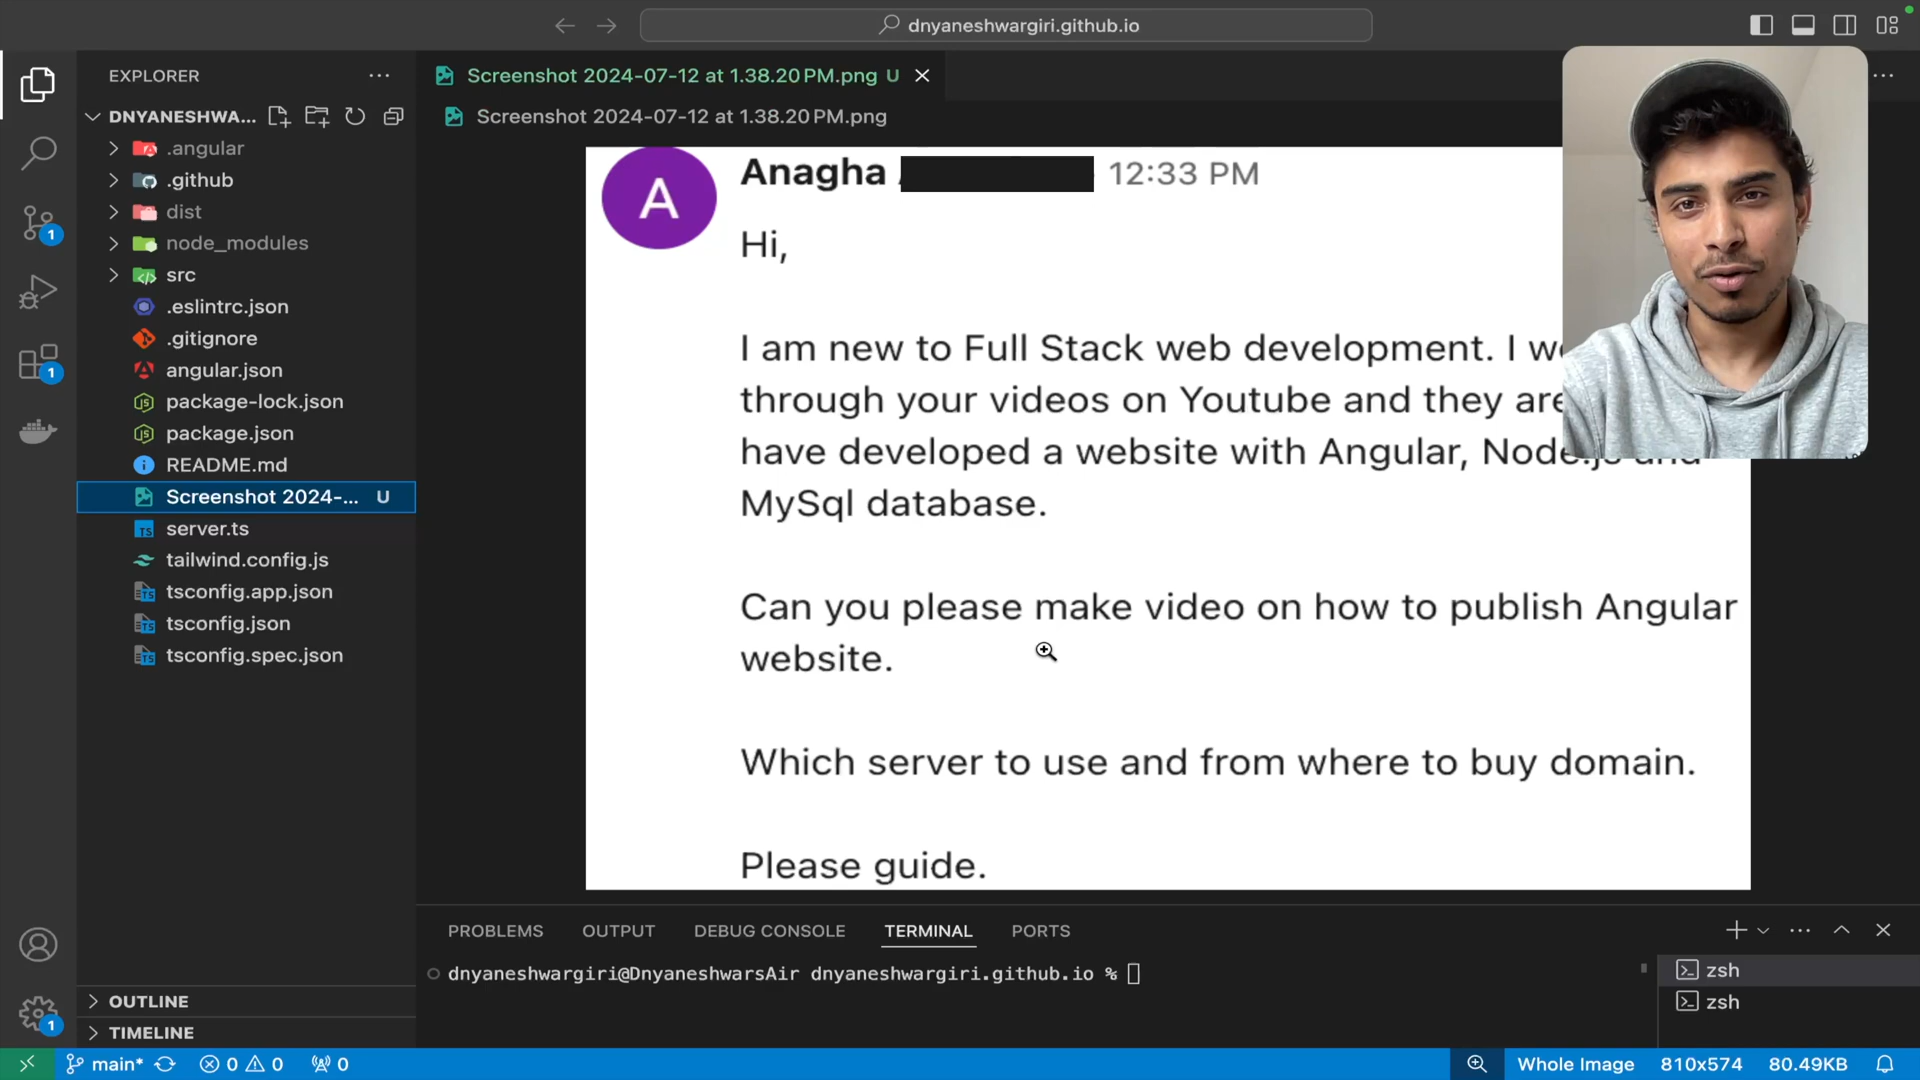 dnyaneshwargiri.github.io
EXPLORER
Screenshot 2024-07-12 at 1.38.20 PM.png U
DNYANESHWA...
Screenshot 2024-07-12 at 1.38.20 PM.png
.angular
.github
dist
node_modules
src
.eslintrc.json
.gitignore
angular.json
package-lock.json
package.json
README.md
Screenshot 2024-... U
server.ts
tailwind.config.js
tsconfig.app.json
tsconfig.json
tsconfig.spec.json
OUTLINE
TIMELINE
A
Anagha 12:33 PM
Hi,
I am new to Full Stack web development. I
through your videos on Youtube and they are
have developed a website with Angular, Node.js and
MySql database.
Can you please make video on how to publish Angular
website.
Which server to use and from where to buy domain.
Please guide.
PROBLEMS OUTPUT DEBUG CONSOLE TERMINAL PORTS
dnyaneshwargiri@DnyaneshwarsAir dnyaneshwargiri.github.io %
zsh
zsh
1
1
1
main* 0 0 0
Whole Image 810x574 80.49KB